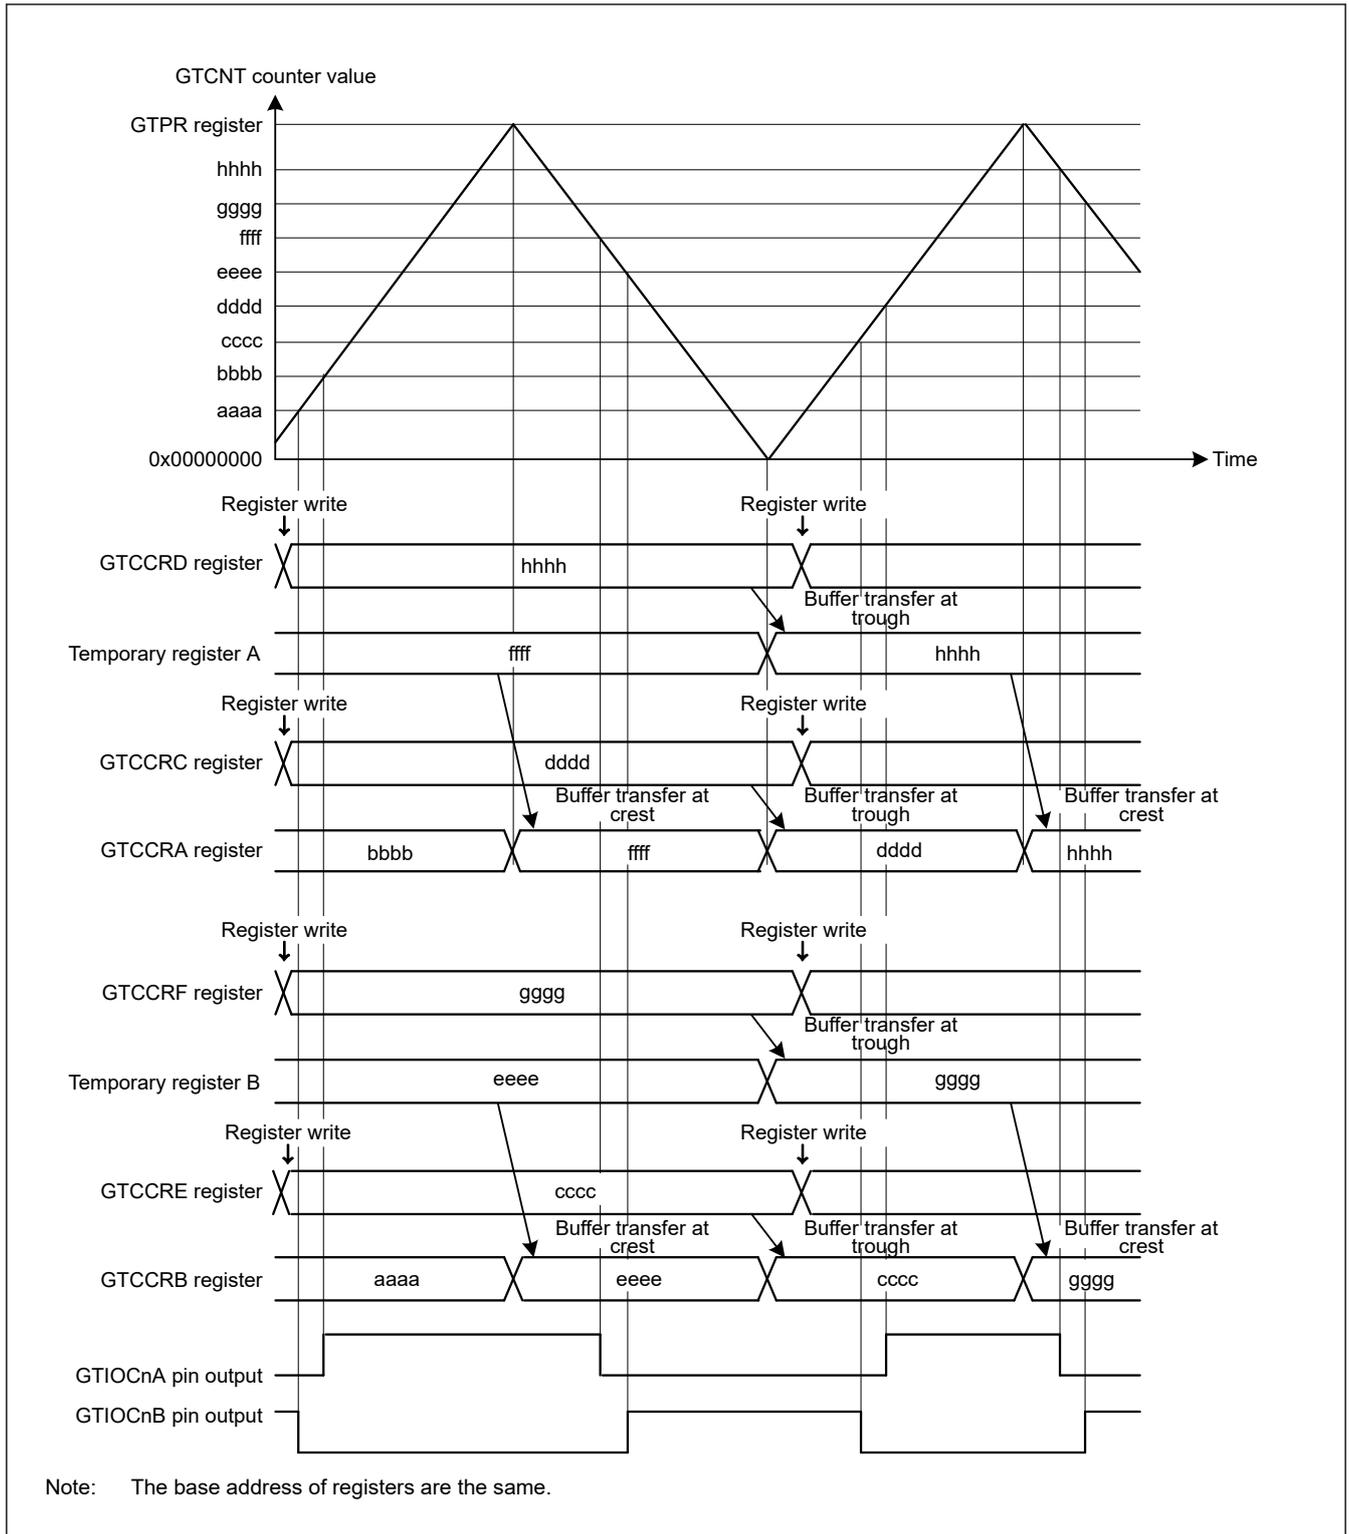 GTCNT counter value
GTPR register
hhhh
gggg
ffff
eeee
dddd
cccc
bbbb
aaaa
0x00000000
Time
Register write
Register write
GTCCRD register
hhhh
Buffer transfer at
trough
Temporary register A
ffff
hhhh
Register write
Register write
GTCCRC register
dddd
Buffer transfer at
crest
Buffer transfer at
trough
Buffer transfer at
crest
GTCCRA register
bbbb
ffff
dddd
hhhh
Register write
Register write
GTCCRF register
gggg
Buffer transfer at
trough
Temporary register B
eeee
gggg
Register write
Register write
GTCCRE register
cccc
Buffer transfer at
crest
Buffer transfer at
trough
Buffer transfer at
crest
GTCCRB register
aaaa
eeee
cccc
gggg
GTIOCnA pin output
GTIOCnB pin output
Note: The base address of registers are the same.